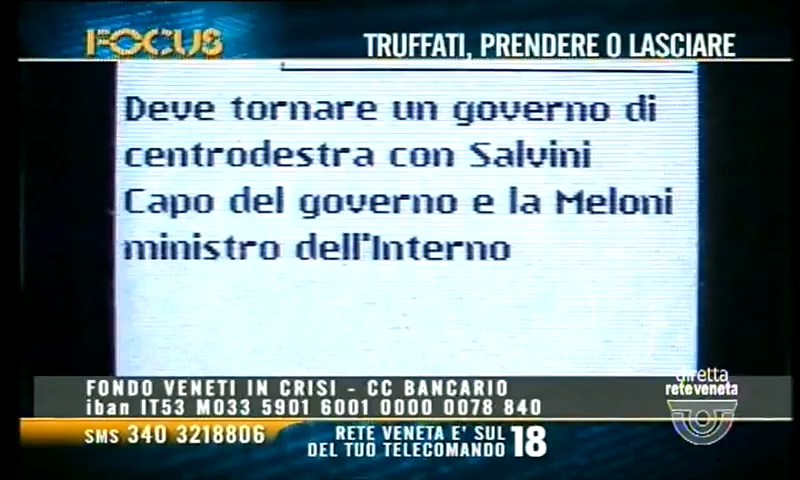 FOCUS
TRUFFATI, PRENDERE O LASCIARE
Deve tornare un governo di
centrodestra con Salvini
Capo del governo e la Meloni
ministro dell'Interno
diretta
reteveneta
FONDO VENETI IN CRISI - CC BANCARIO
iban IT53 M033 5901 6001 0000 0078 840
SMS 340 3218806
RETE VENETA E' SUL
DEL TUO TELECOMANDO 18